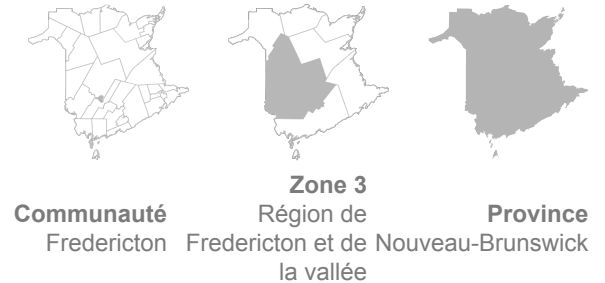 Communauté
Fredericton
Zone 3
Région de
Fredericton et de
la vallée
Province
Nouveau-Brunswick